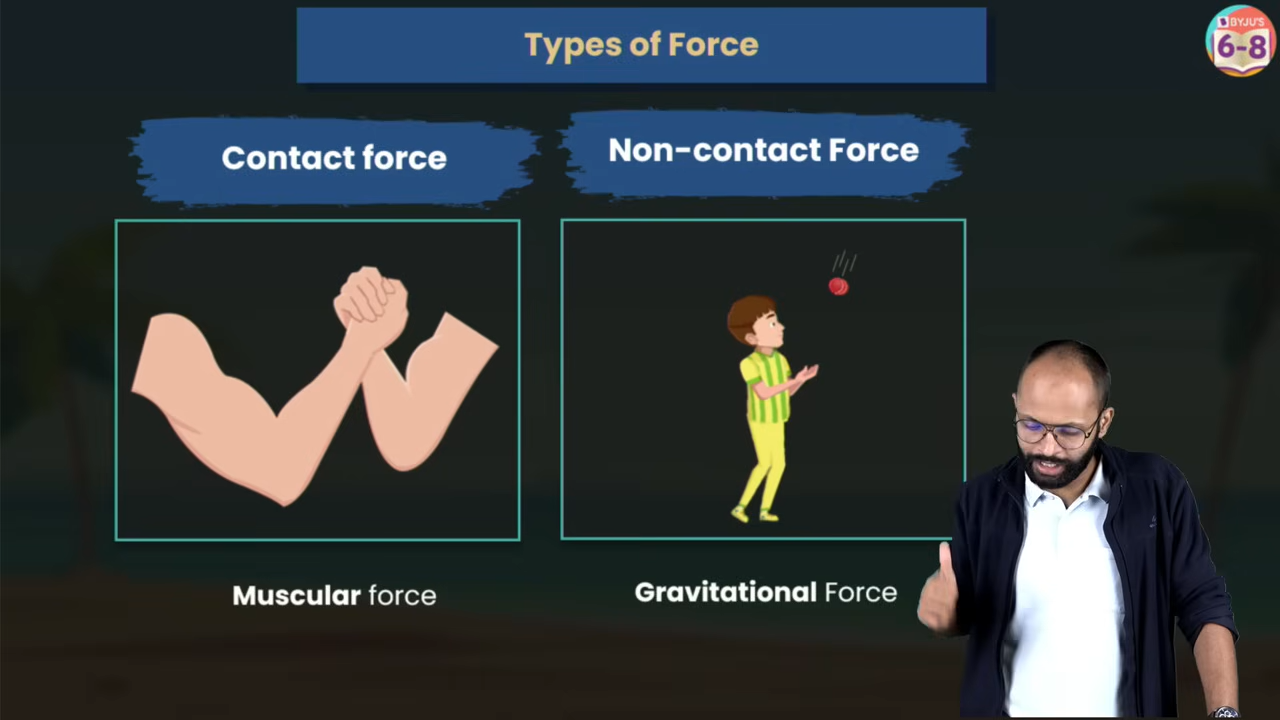 Types of Force
BYJU'S
6-8
Contact force
Non-contact Force
Muscular force
Gravitational Force